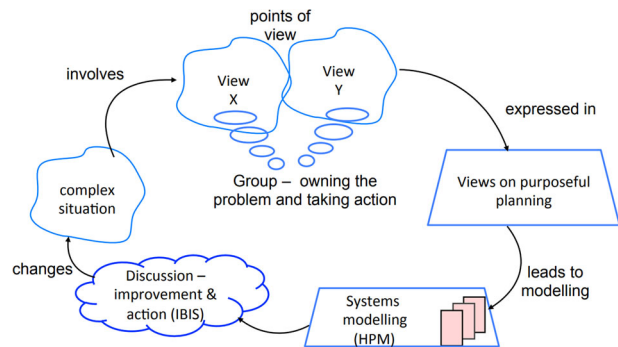 points of
view
involves
View
X
View
Y
expressed in
Group – owning the
problem and taking action
Views on purposeful
planning
complex
situation
changes
Discussion –
improvement &
action (IBIS)
leads to
modelling
Systems
modelling
(HPM)